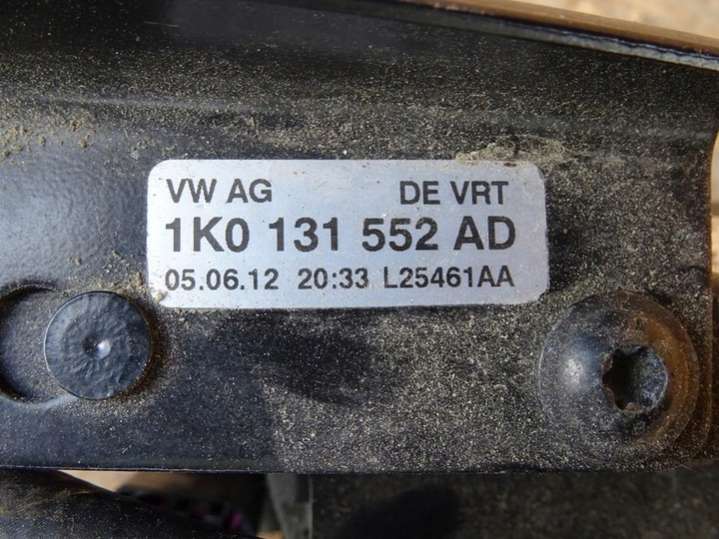 VW AG DE VRT
1K0 131 552 AD
05.06.12 20:33 L25461AA